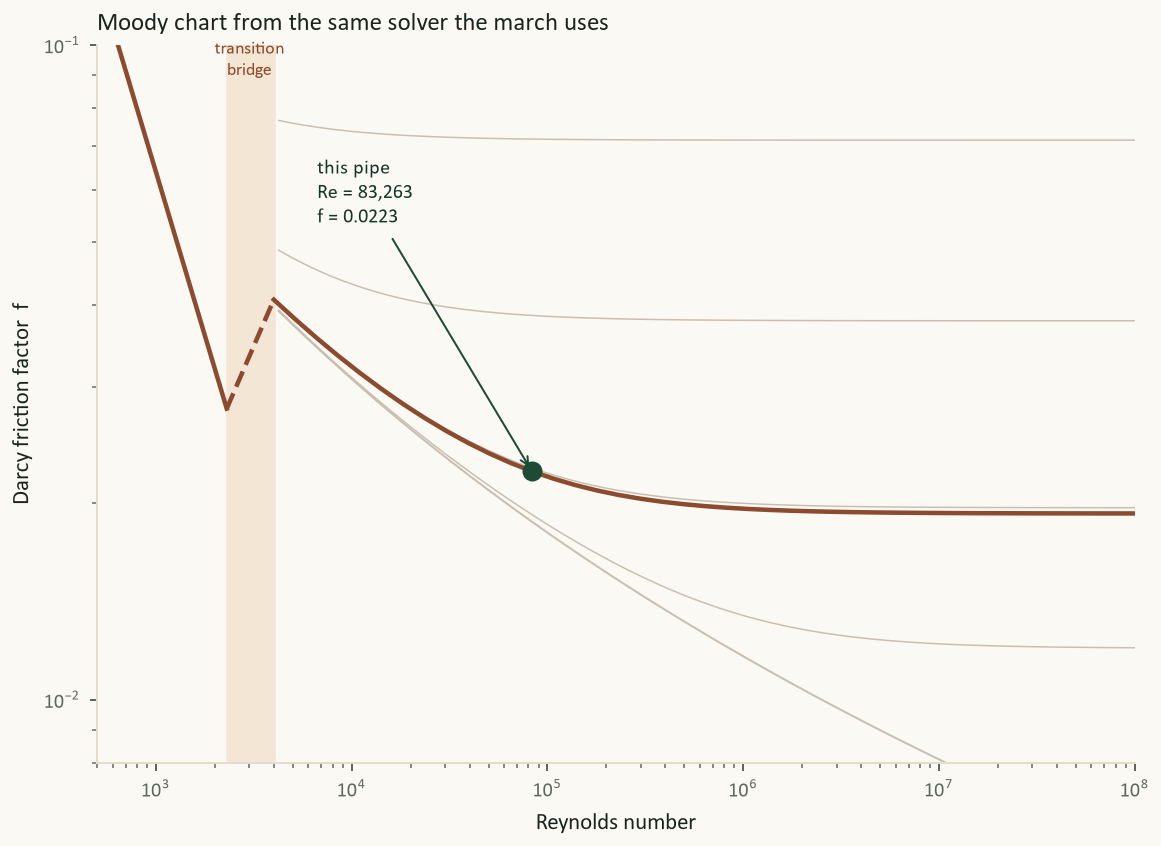 Moody chart from the same solver the march uses
10⁻¹
transition
bridge
this pipe
Re = 83,263
f = 0.0223
Darcy friction factor f
10⁻²
10³ 10⁴ 10⁵ 10⁶ 10⁷ 10⁸
Reynolds number